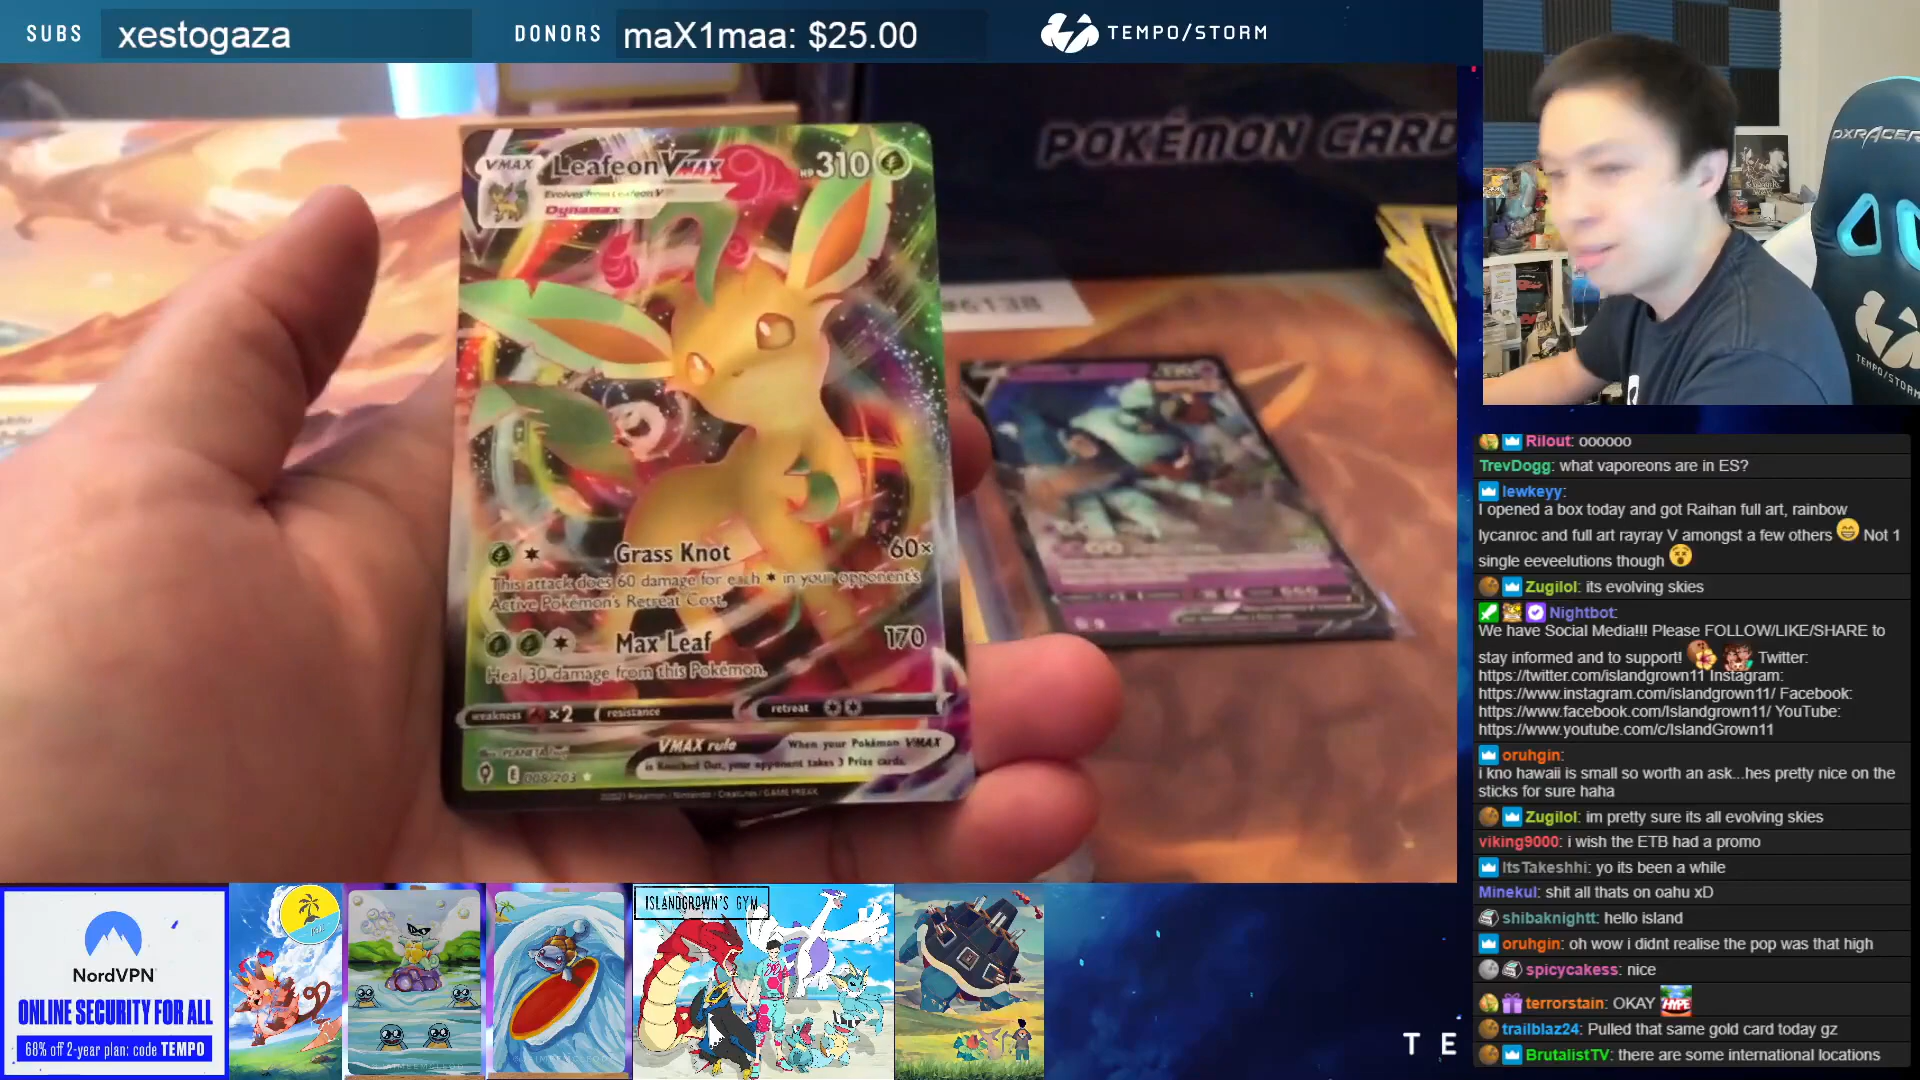 SUBS
xestogaza
DONORS
maX1maa: $25.00
TEMPO/STORM
POKÉMON CARD
DXRACER
VMAX
Leafeon VMAX
HP 310
Evolves from Leafeon V
Dynamax
#6138
Grass Knot
60×
This attack does 60 damage for each in your opponent's
Active Pokémon's Retreat Cost.
Max Leaf
170
Heal 30 damage from this Pokémon.
weakness ×2
resistance
retreat
VMAX rule
When your Pokémon VMAX
is Knocked Out, your opponent takes 3 Prize cards.
E 008/203
TEMPO/STORM
Rilout: oooooo
TrevDogg: what vaporeons are in ES?
lewkeyy:
I opened a box today and got Raihan full art, rainbow
lycanroc and full art rayray V amongst a few others 😁 Not 1
single eeveelutions though 😲
Zugilol: its evolving skies
Nightbot:
We have Social Media!!! Please FOLLOW/LIKE/SHARE to
stay informed and to support! Twitter:
https://twitter.com/islandgrown11 Instagram:
https://www.instagram.com/islandgrown11/ Facebook:
https://www.facebook.com/Islandgrown11/ YouTube:
https://www.youtube.com/c/IslandGrown11
oruhgin:
i kno hawaii is small so worth an ask...hes pretty nice on the
sticks for sure haha
Zugilol: im pretty sure its all evolving skies
viking9000: i wish the ETB had a promo
ItsTakeshhi: yo its been a while
Minekul: shit all thats on oahu xD
shibaknightt: hello island
oruhgin: oh wow i didnt realise the pop was that high
spicycakess: nice
terrorstain: OKAY HYPE
trailblaz24: Pulled that same gold card today gz
BrutalistTV: there are some international locations
NordVPN
ONLINE SECURITY FOR ALL
68% off 2-year plan: code TEMPO
ISLANDGROWN'S GYM
T E